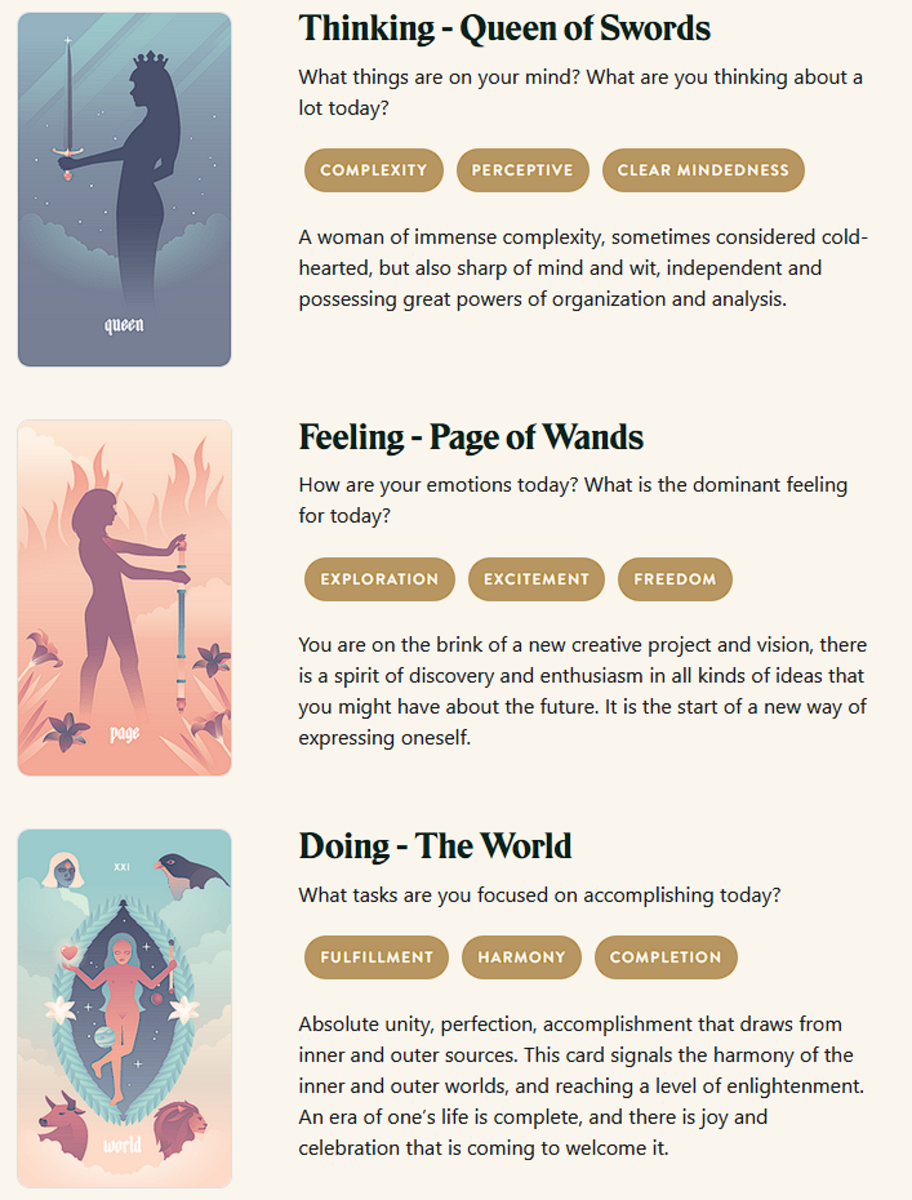 Thinking - Queen of Swords
What things are on your mind? What are you thinking about a
lot today?
COMPLEXITY
PERCEPTIVE
CLEAR MINDEDNESS
A woman of immense complexity, sometimes considered cold-
hearted, but also sharp of mind and wit, independent and
possessing great powers of organization and analysis.
queen
Feeling - Page of Wands
How are your emotions today? What is the dominant feeling
for today?
EXPLORATION
EXCITEMENT
FREEDOM
You are on the brink of a new creative project and vision, there
is a spirit of discovery and enthusiasm in all kinds of ideas that
you might have about the future. It is the start of a new way of
expressing oneself.
page
Doing - The World
What tasks are you focused on accomplishing today?
FULFILLMENT
HARMONY
COMPLETION
Absolute unity, perfection, accomplishment that draws from
inner and outer sources. This card signals the harmony of the
inner and outer worlds, and reaching a level of enlightenment.
An era of one's life is complete, and there is joy and
celebration that is coming to welcome it.
XXI
world